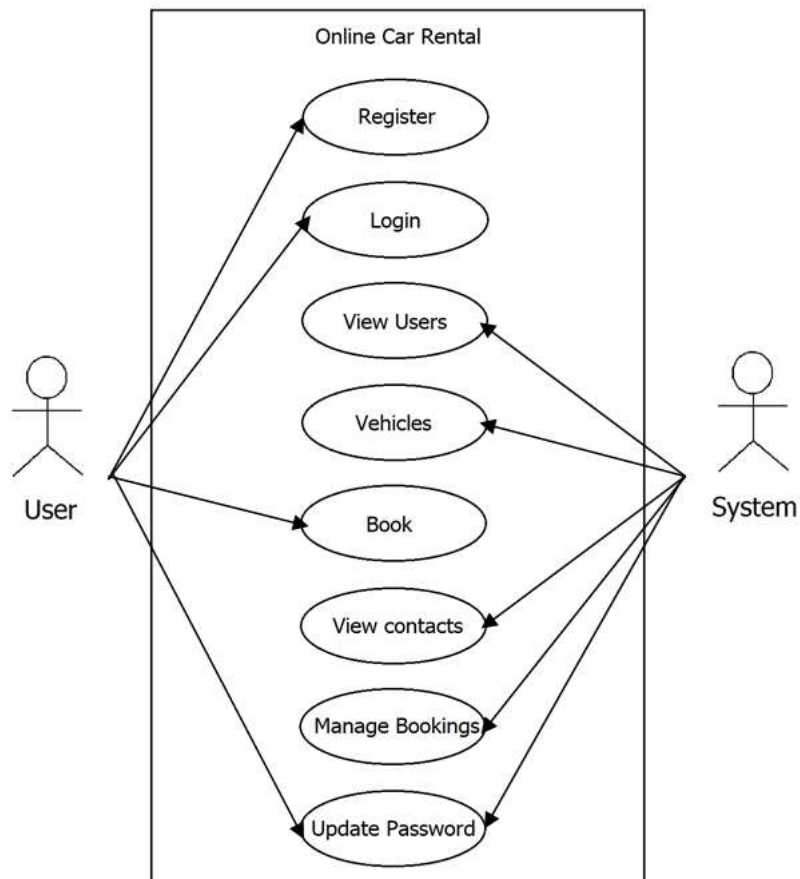 Online Car Rental
Register
Login
View Users
Vehicles
User
System
Book
View contacts
Manage Bookings
Update Password